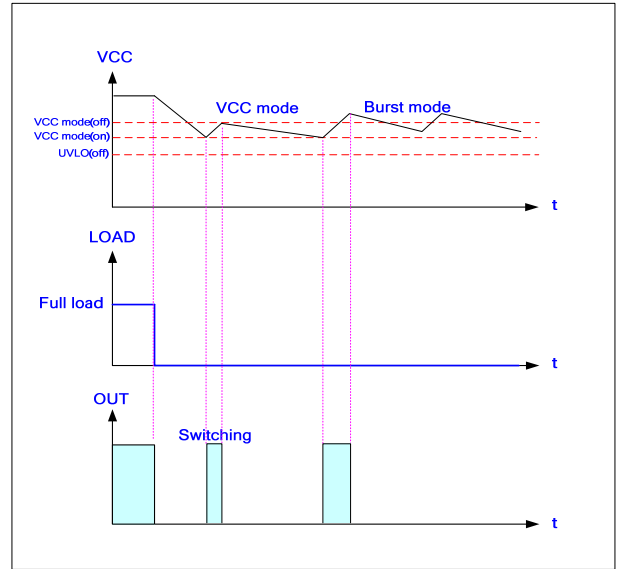 VCC
VCC mode
Burst mode
VCC mode(off)
VCC mode(on)
UVLO(off)
t
LOAD
Full load
t
OUT
Switching
t